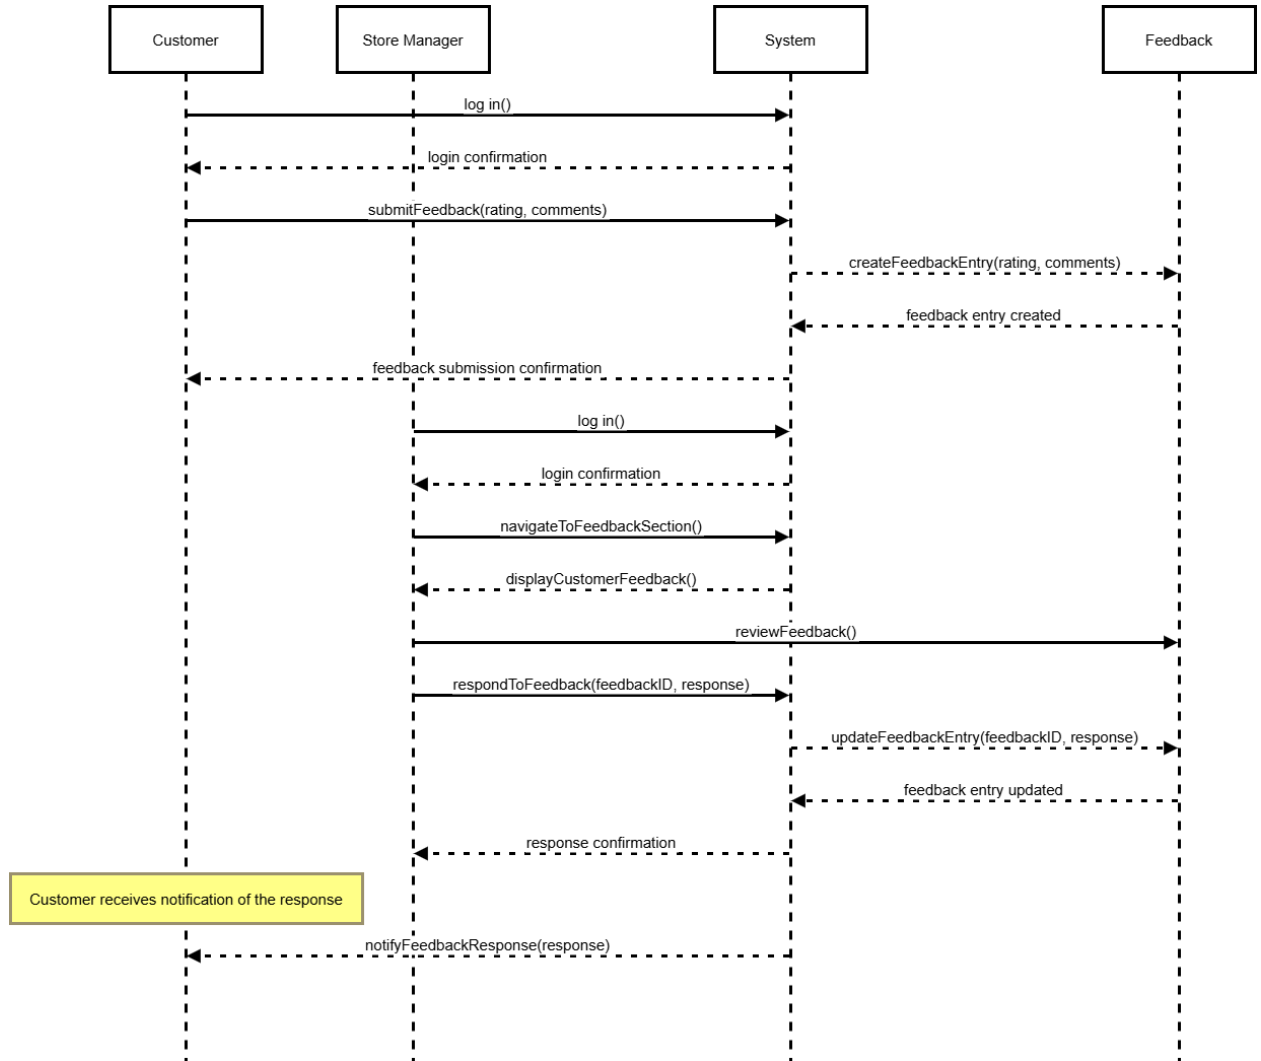 Customer
Store Manager
System
Feedback
log in()
login confirmation
submitFeedback(rating, comments)
createFeedbackEntry(rating, comments)
feedback entry created
feedback submission confirmation
log in()
login confirmation
navigateToFeedbackSection()
displayCustomerFeedback()
reviewFeedback()
respondToFeedback(feedbackID, response)
updateFeedbackEntry(feedbackID, response)
feedback entry updated
response confirmation
Customer receives notification of the response
notifyFeedbackResponse(response)